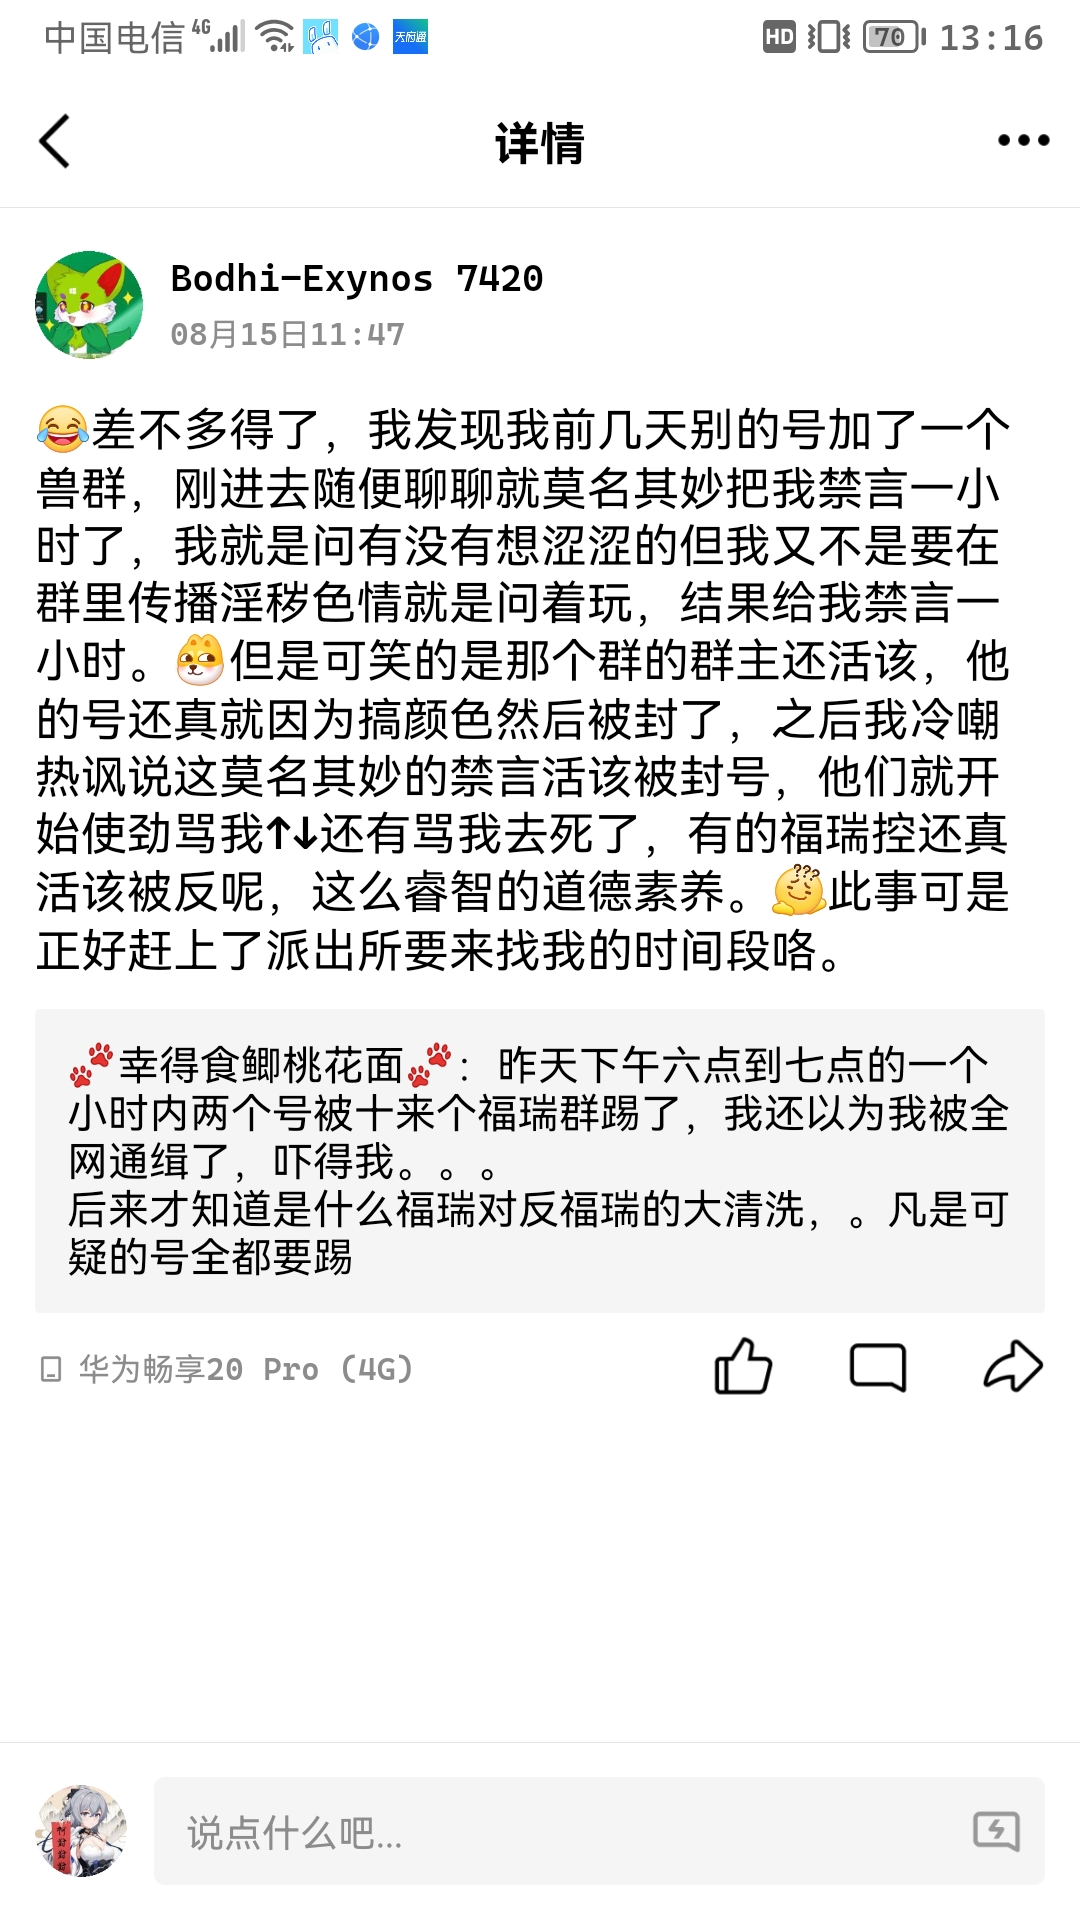 中国电信 4G HD 70 13:16
天府通
详情
Bodhi-Exynos 7420
08月15日11:47
😂差不多得了，我发现我前几天别的号加了一个
兽群，刚进去随便聊聊就莫名其妙把我禁言一小
时了，我就是问有没有想涩涩的但我又不是要在
群里传播淫秽色情就是问着玩，结果给我禁言一
小时。但是可笑的是那个群的群主还活该，他
的号还真就因为搞颜色然后被封了，之后我冷嘲
热讽说这莫名其妙的禁言活该被封号，他们就开
始使劲骂我↑↓还有骂我去死了，有的福瑞控还真
活该被反呢，这么睿智的道德素养。此事可是
正好赶上了派出所要来找我的时间段咯。
🐾幸得食鲫桃花面🐾：昨天下午六点到七点的一个
小时内两个号被十来个福瑞群踢了，我还以为我被全
网通缉了，吓得我。。。
后来才知道是什么福瑞对反福瑞的大清洗，。凡是可
疑的号全都要踢
华为畅享20 Pro (4G)
说点什么吧...